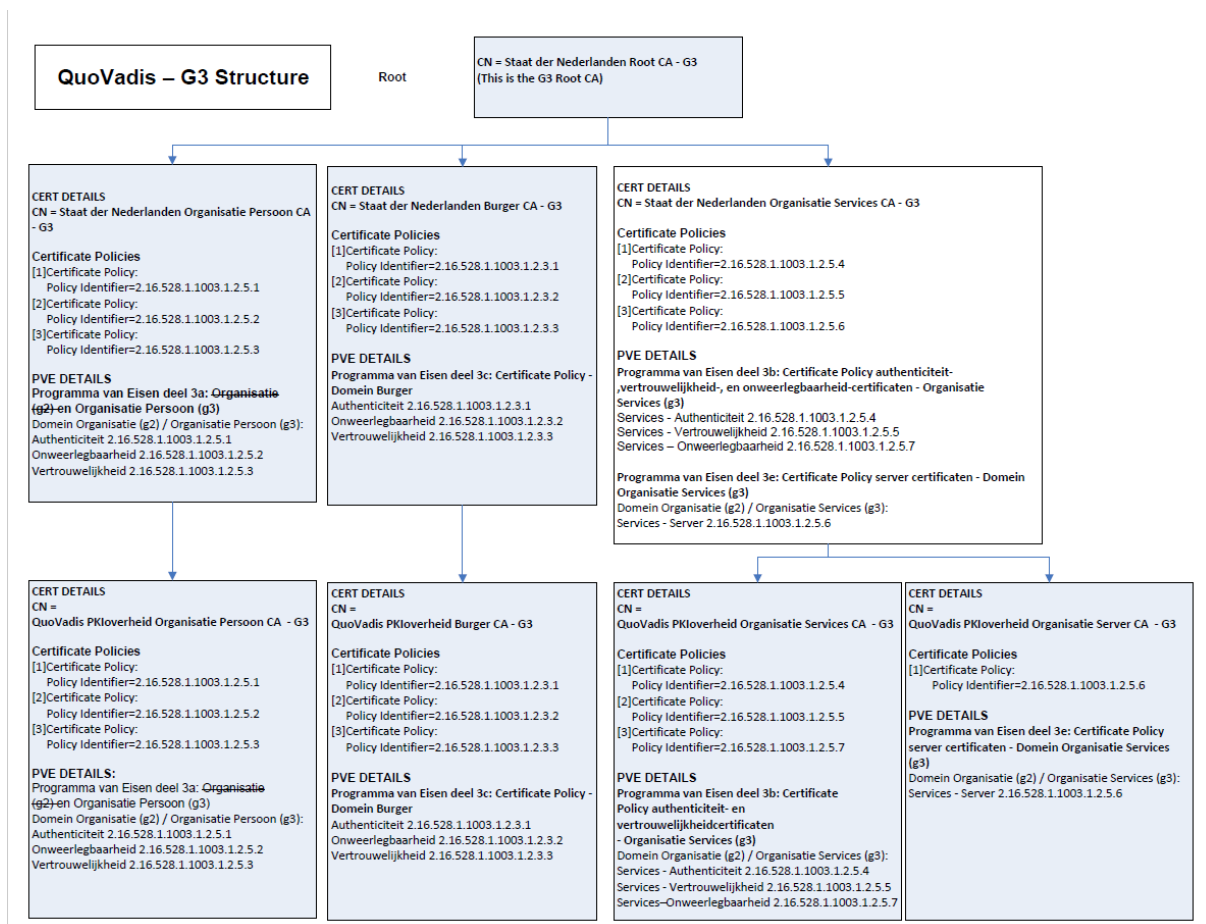 QuoVadis – G3 Structure
Root
CN = Staat der Nederlanden Root CA - G3
(This is the G3 Root CA)
CERT DETAILS
CN = Staat der Nederlanden Organisatie Persoon CA
- G3
Certificate Policies
[1]Certificate Policy:
Policy Identifier=2.16.528.1.1003.1.2.5.1
[2]Certificate Policy:
Policy Identifier=2.16.528.1.1003.1.2.5.2
[3]Certificate Policy:
Policy Identifier=2.16.528.1.1003.1.2.5.3
PVE DETAILS
Programma van Eisen deel 3a: Organisatie
(g2) en Organisatie Persoon (g3)
Domein Organisatie (g2) / Organisatie Persoon (g3):
Authenticiteit 2.16.528.1.1003.1.2.5.1
Onweerlegbaarheid 2.16.528.1.1003.1.2.5.2
Vertrouwelijkheid 2.16.528.1.1003.1.2.5.3
CERT DETAILS
CN = Staat der Nederlanden Burger CA - G3
Certificate Policies
[1]Certificate Policy:
Policy Identifier=2.16.528.1.1003.1.2.3.1
[2]Certificate Policy:
Policy Identifier=2.16.528.1.1003.1.2.3.2
[3]Certificate Policy:
Policy Identifier=2.16.528.1.1003.1.2.3.3
PVE DETAILS
Programma van Eisen deel 3c: Certificate Policy -
Domein Burger
Authenticiteit 2.16.528.1.1003.1.2.3.1
Onweerlegbaarheid 2.16.528.1.1003.1.2.3.2
Vertrouwelijkheid 2.16.528.1.1003.1.2.3.3
CERT DETAILS
CN = Staat der Nederlanden Organisatie Services CA - G3
Certificate Policies
[1]Certificate Policy:
Policy Identifier=2.16.528.1.1003.1.2.5.4
[2]Certificate Policy:
Policy Identifier=2.16.528.1.1003.1.2.5.5
[3]Certificate Policy:
Policy Identifier=2.16.528.1.1003.1.2.5.6
PVE DETAILS
Programma van Eisen deel 3b: Certificate Policy authenticiteit-
,vertrouwelijkheid-, en onweerlegbaarheid-certificaten - Organisatie
Services (g3)
Services - Authenticiteit 2.16.528.1.1003.1.2.5.4
Services - Vertrouwelijkheid 2.16.528.1.1003.1.2.5.5
Services – Onweerlegbaarheid 2.16.528.1.1003.1.2.5.7
Programma van Eisen deel 3e: Certificate Policy server certificaten - Domein
Organisatie Services (g3)
Domein Organisatie (g2) / Organisatie Services (g3):
Services - Server 2.16.528.1.1003.1.2.5.6
CERT DETAILS
CN =
QuoVadis PKIoverheid Organisatie Persoon CA - G3
Certificate Policies
[1]Certificate Policy:
Policy Identifier=2.16.528.1.1003.1.2.5.1
[2]Certificate Policy:
Policy Identifier=2.16.528.1.1003.1.2.5.2
[3]Certificate Policy:
Policy Identifier=2.16.528.1.1003.1.2.5.3
PVE DETAILS:
Programma van Eisen deel 3a: Organisatie
(g2) en Organisatie Persoon (g3)
Domein Organisatie (g2) / Organisatie Persoon (g3):
Authenticiteit 2.16.528.1.1003.1.2.5.1
Onweerlegbaarheid 2.16.528.1.1003.1.2.5.2
Vertrouwelijkheid 2.16.528.1.1003.1.2.5.3
CERT DETAILS
CN =
QuoVadis PKIoverheid Burger CA - G3
Certificate Policies
[1]Certificate Policy:
Policy Identifier=2.16.528.1.1003.1.2.3.1
[2]Certificate Policy:
Policy Identifier=2.16.528.1.1003.1.2.3.2
[3]Certificate Policy:
Policy Identifier=2.16.528.1.1003.1.2.3.3
PVE DETAILS
Programma van Eisen deel 3c: Certificate Policy -
Domein Burger
Authenticiteit 2.16.528.1.1003.1.2.3.1
Onweerlegbaarheid 2.16.528.1.1003.1.2.3.2
Vertrouwelijkheid 2.16.528.1.1003.1.2.3.3
CERT DETAILS
CN =
QuoVadis PKIoverheid Organisatie Services CA - G3
Certificate Policies
[1]Certificate Policy:
Policy Identifier=2.16.528.1.1003.1.2.5.4
[2]Certificate Policy:
Policy Identifier=2.16.528.1.1003.1.2.5.5
[3]Certificate Policy:
Policy Identifier=2.16.528.1.1003.1.2.5.7
PVE DETAILS
Programma van Eisen deel 3b: Certificate
Policy authenticiteit- en
vertrouwelijkheidcertificaten
- Organisatie Services (g3)
Domein Organisatie (g2) / Organisatie Services (g3):
Services - Authenticiteit 2.16.528.1.1003.1.2.5.4
Services - Vertrouwelijkheid 2.16.528.1.1003.1.2.5.5
Services–Onweerlegbaarheid 2.16.528.1.1003.1.2.5.7
CERT DETAILS
CN =
QuoVadis PKIoverheid Organisatie Server CA - G3
Certificate Policies
[1]Certificate Policy:
Policy Identifier=2.16.528.1.1003.1.2.5.6
PVE DETAILS
Programma van Eisen deel 3e: Certificate Policy
server certificaten - Domein Organisatie Services
(g3)
Domein Organisatie (g2) / Organisatie Services (g3):
Services - Server 2.16.528.1.1003.1.2.5.6